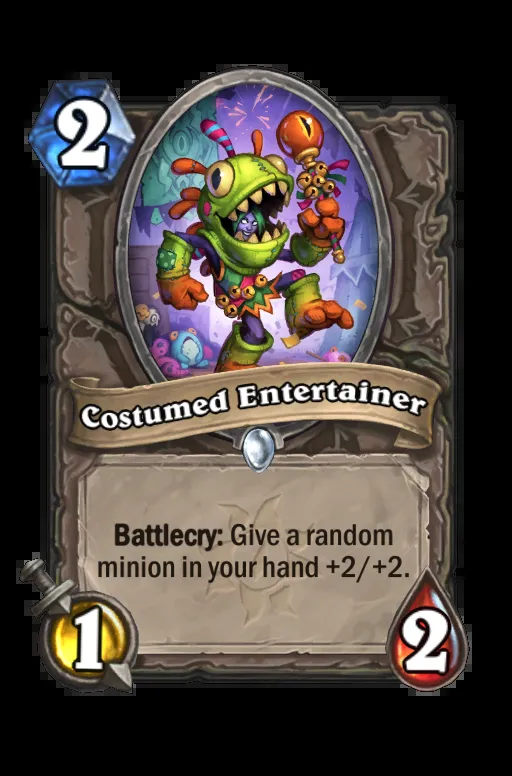 2
Costumed Entertainer
Battlecry: Give a random
minion in your hand +2/+2.
1
2